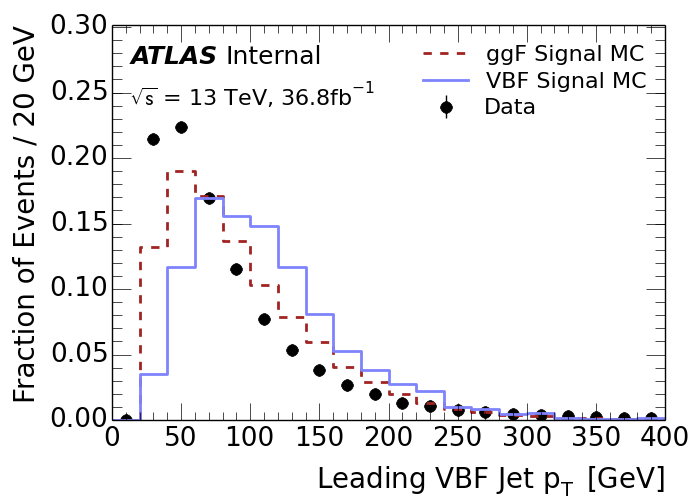 0.30
0.25
0.20
0.15
0.10
0.05
0.00
Fraction of Events / 20 GeV
ATLAS Internal
√s = 13 TeV, 36.8fb⁻¹
ggF Signal MC
VBF Signal MC
Data
0 50 100 150 200 250 300 350 400
Leading VBF Jet p_T [GeV]